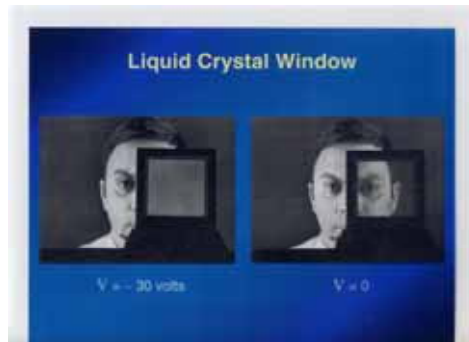 Liquid Crystal Window
V = - 30 volts
V = 0